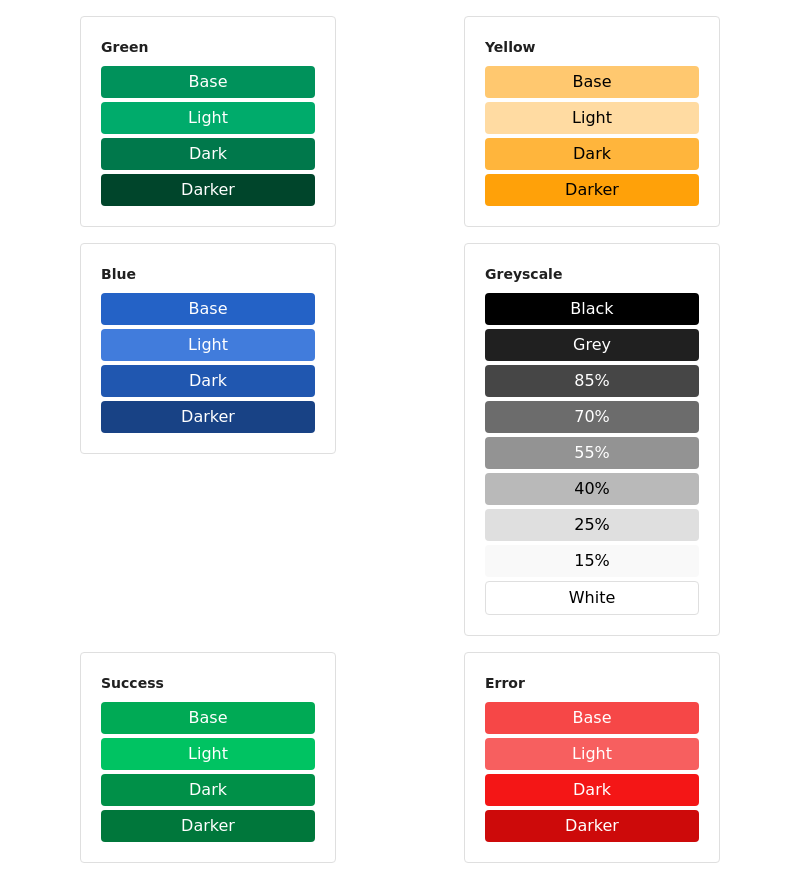 Green
Base
Light
Dark
Darker
Yellow
Base
Light
Dark
Darker
Blue
Base
Light
Dark
Darker
Greyscale
Black
Grey
85%
70%
55%
40%
25%
15%
White
Success
Base
Light
Dark
Darker
Error
Base
Light
Dark
Darker